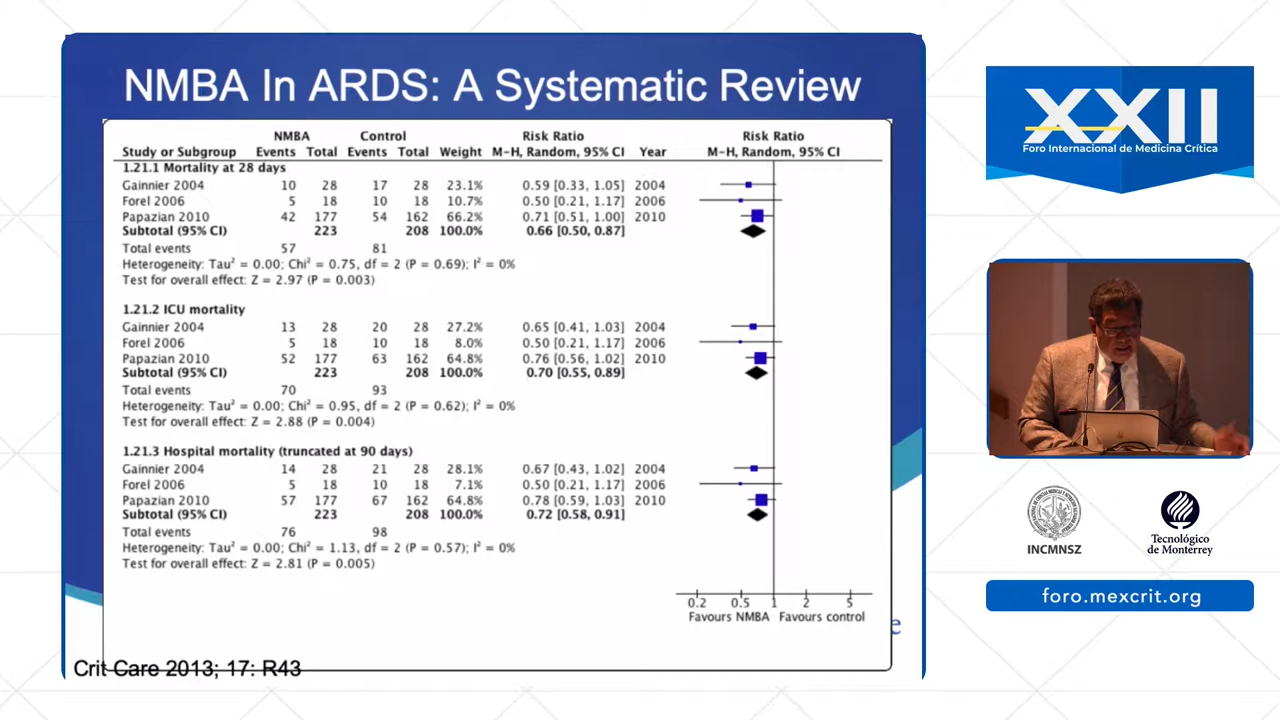 NMBA In ARDS: A Systematic Review
NMBA Control Risk Ratio Risk Ratio
Study or Subgroup Events Total Events Total Weight M-H, Random, 95% CI Year M-H, Random, 95% CI
1.21.1 Mortality at 28 days
Gainnier 2004 10 28 17 28 23.1% 0.59 [0.33, 1.05] 2004
Forel 2006 5 18 10 18 10.7% 0.50 [0.21, 1.17] 2006
Papazian 2010 42 177 54 162 66.2% 0.71 [0.51, 1.00] 2010
Subtotal (95% CI) 223 208 100.0% 0.66 [0.50, 0.87]
Total events 57 81
Heterogeneity: Tau² = 0.00; Chi² = 0.75, df = 2 (P = 0.69); I² = 0%
Test for overall effect: Z = 2.97 (P = 0.003)
1.21.2 ICU mortality
Gainnier 2004 13 28 20 28 27.2% 0.65 [0.41, 1.03] 2004
Forel 2006 5 18 10 18 8.0% 0.50 [0.21, 1.17] 2006
Papazian 2010 52 177 63 162 64.8% 0.76 [0.56, 1.02] 2010
Subtotal (95% CI) 223 208 100.0% 0.70 [0.55, 0.89]
Total events 70 93
Heterogeneity: Tau² = 0.00; Chi² = 0.95, df = 2 (P = 0.62); I² = 0%
Test for overall effect: Z = 2.88 (P = 0.004)
1.21.3 Hospital mortality (truncated at 90 days)
Gainnier 2004 14 28 21 28 28.1% 0.67 [0.43, 1.02] 2004
Forel 2006 5 18 10 18 7.1% 0.50 [0.21, 1.17] 2006
Papazian 2010 57 177 67 162 64.8% 0.78 [0.59, 1.03] 2010
Subtotal (95% CI) 223 208 100.0% 0.72 [0.58, 0.91]
Total events 76 98
Heterogeneity: Tau² = 0.00; Chi² = 1.13, df = 2 (P = 0.57); I² = 0%
Test for overall effect: Z = 2.81 (P = 0.005)
0.2 0.5 1 2 5
Favours NMBA Favours control
Crit Care 2013; 17: R43
XXII
Foro Internacional de Medicina Crítica
INCMNSZ
Tecnológico
de Monterrey
foro.mexcrit.org